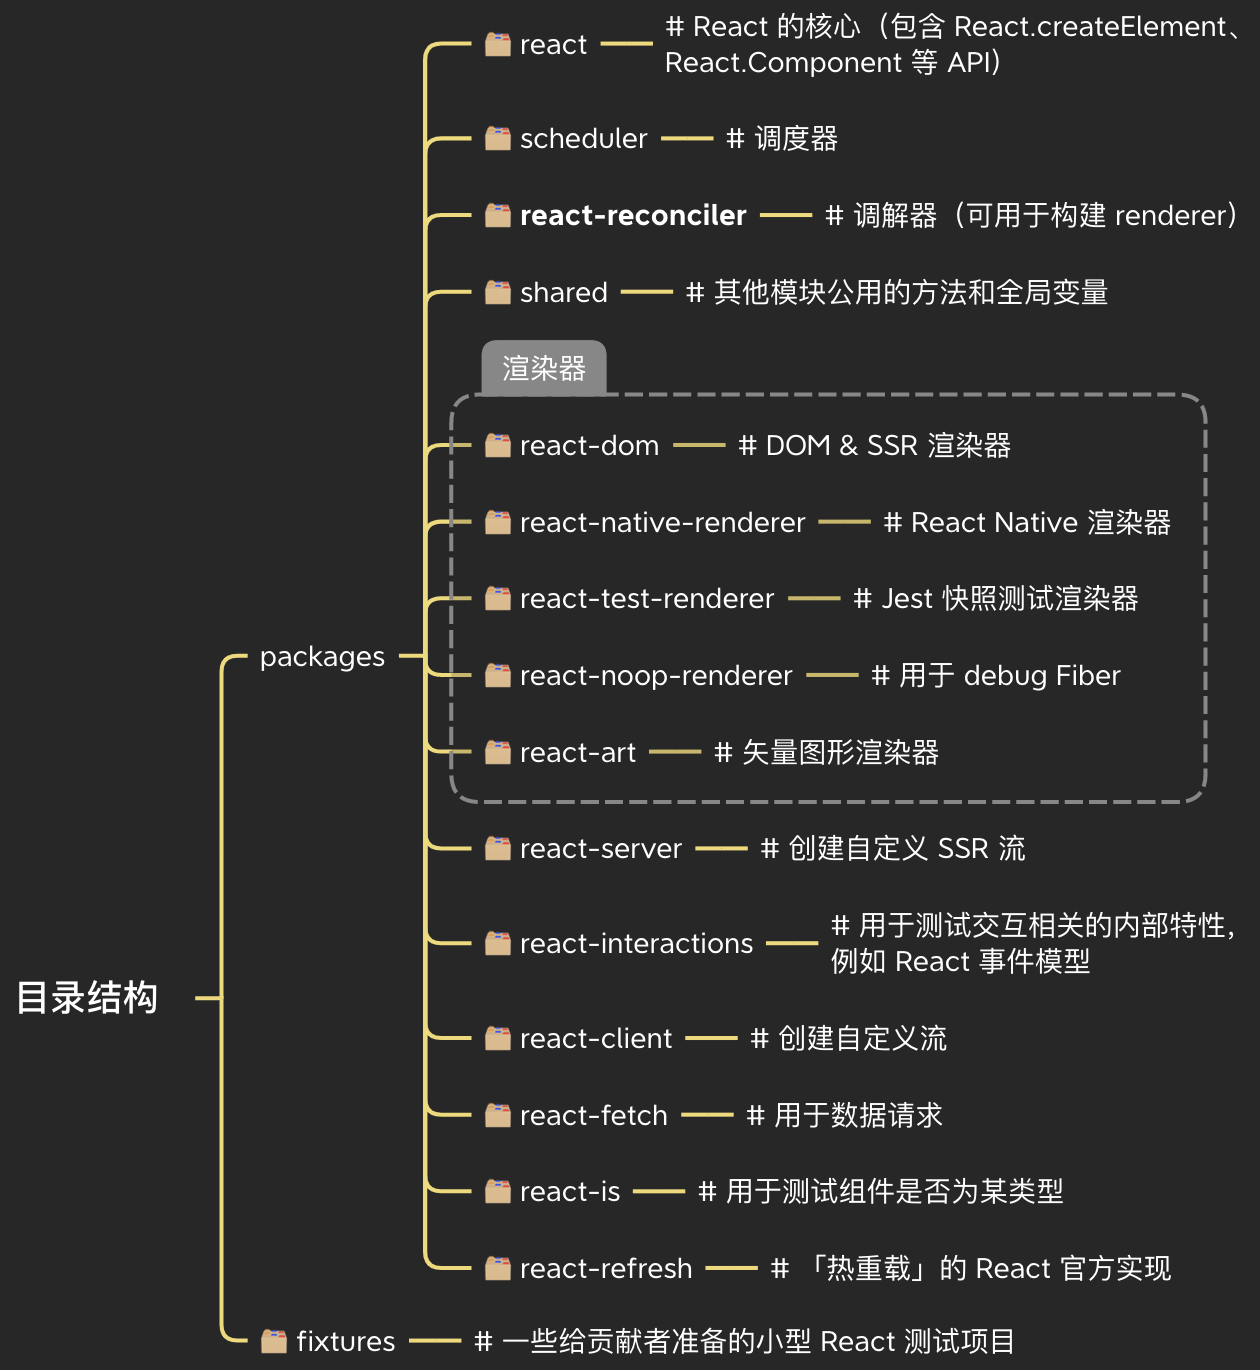 react
# React 的核心（包含 React.createElement、
React.Component 等 API）
scheduler
# 调度器
react-reconciler
# 调解器（可用于构建 renderer）
shared
# 其他模块公用的方法和全局变量
渲染器
react-dom
# DOM & SSR 渲染器
react-native-renderer
# React Native 渲染器
react-test-renderer
# Jest 快照测试渲染器
packages
react-noop-renderer
# 用于 debug Fiber
react-art
# 矢量图形渲染器
react-server
# 创建自定义 SSR 流
react-interactions
# 用于测试交互相关的内部特性，
例如 React 事件模型
目录结构
react-client
# 创建自定义流
react-fetch
# 用于数据请求
react-is
# 用于测试组件是否为某类型
react-refresh
# 「热重载」的 React 官方实现
fixtures
# 一些给贡献者准备的小型 React 测试项目